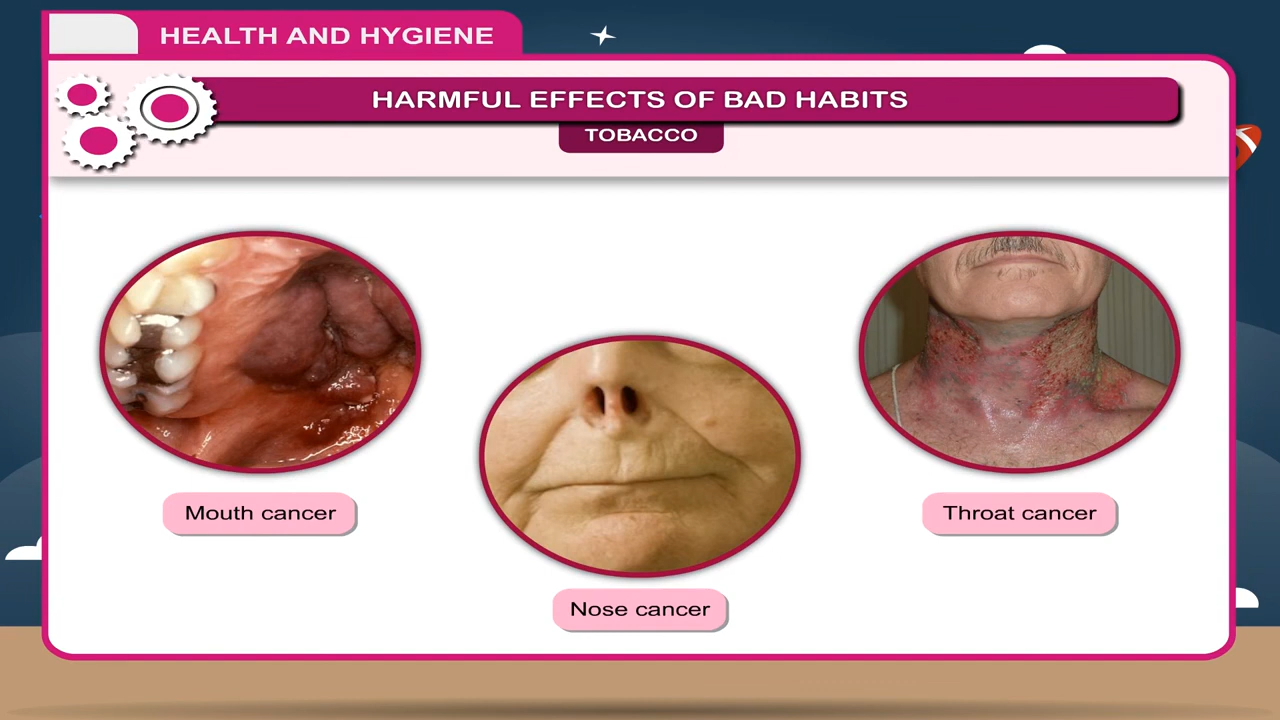 HEALTH AND HYGIENE
HARMFUL EFFECTS OF BAD HABITS
TOBACCO
Mouth cancer
Nose cancer
Throat cancer